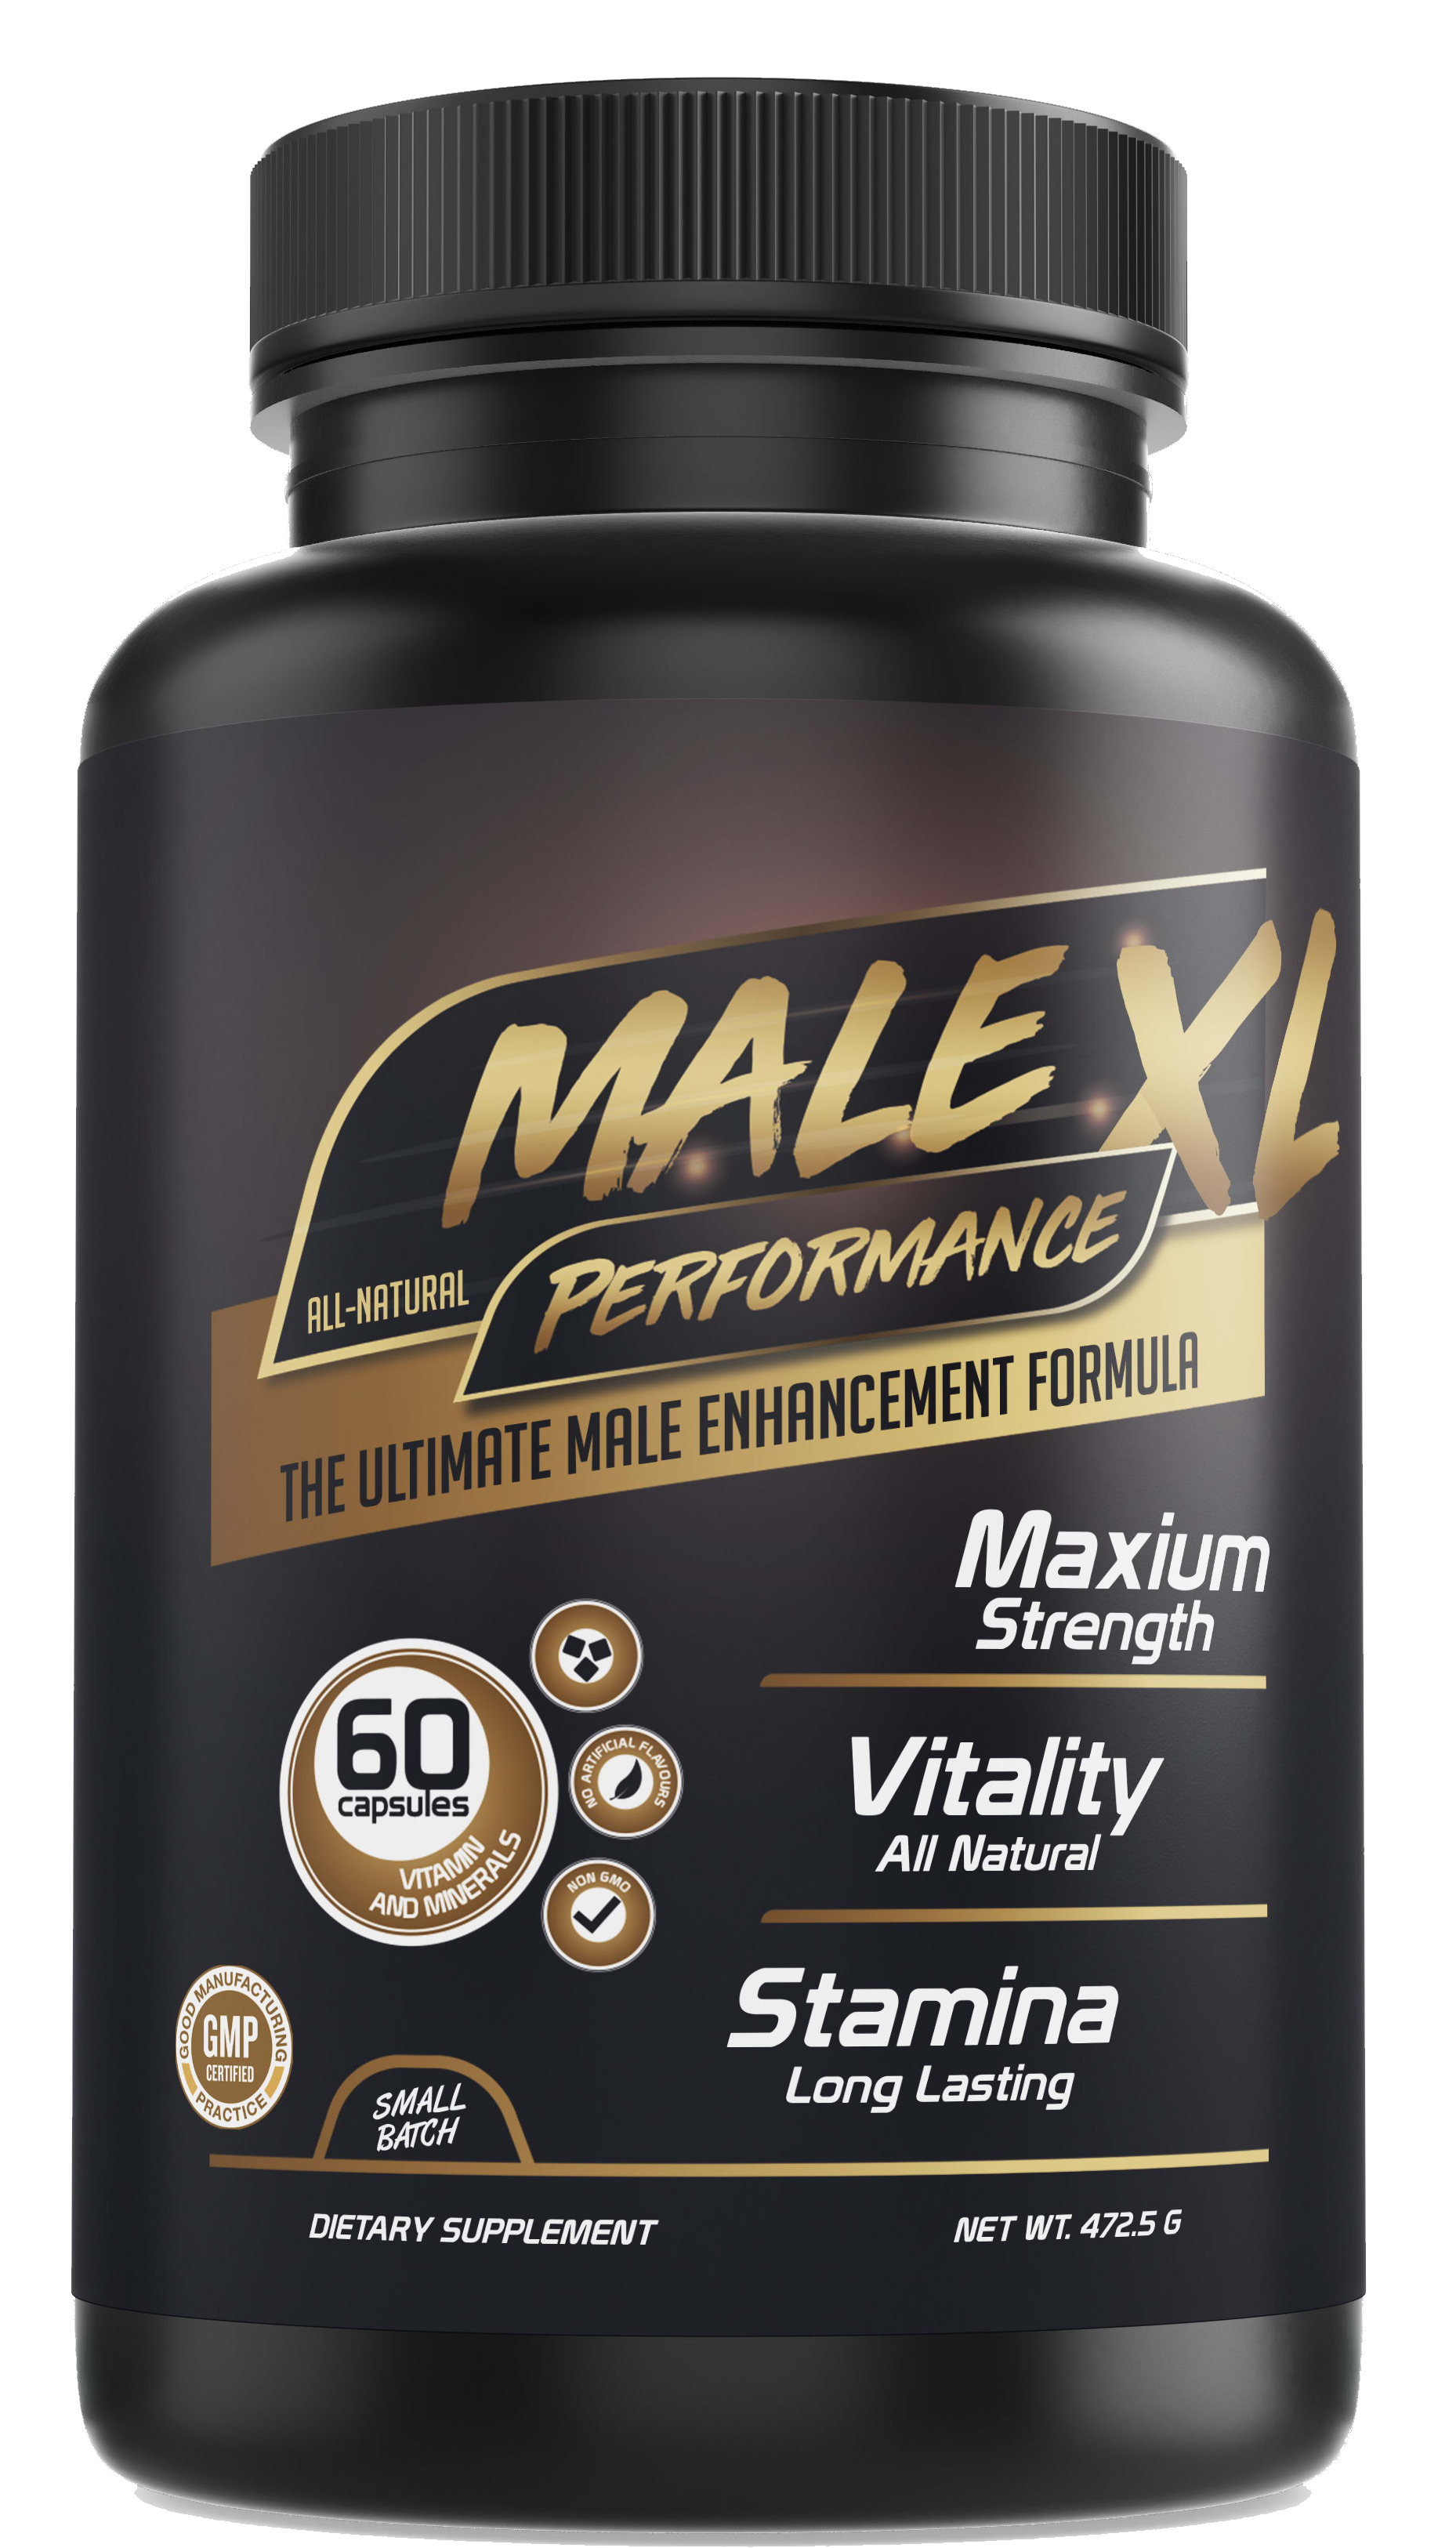 MALE XL
PERFORMANCE
ALL-NATURAL
THE ULTIMATE MALE ENHANCEMENT FORMULA
Maxium
Strength
60
capsules
VITAMIN
AND MINERALS
NO ARTIFICIAL FLAVOURS
NON GMO
Vitality
All Natural
Stamina
Long Lasting
GOOD MANUFACTURING
GMP
CERTIFIED
PRACTICE
SMALL
BATCH
DIETARY SUPPLEMENT
NET WT. 472.5 G